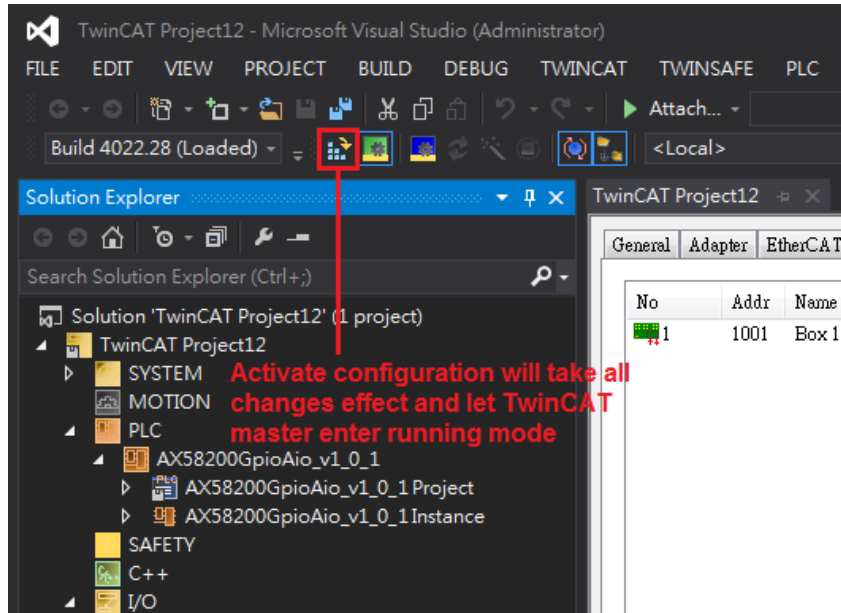 TwinCAT Project12 - Microsoft Visual Studio (Administrator)
FILE EDIT VIEW PROJECT BUILD DEBUG TWINCAT TWINSAFE PLC
Attach...
Build 4022.28 (Loaded) <Local>
Solution Explorer
TwinCAT Project12
General Adapter EtherCAT
Search Solution Explorer (Ctrl+;)
No Addr Name
1 1001 Box 1
Solution 'TwinCAT Project12' (1 project)
TwinCAT Project12
SYSTEM
MOTION
PLC
Activate configuration will take all
changes effect and let TwinCAT
master enter running mode
AX58200GpioAio_v1_0_1
AX58200GpioAio_v1_0_1 Project
AX58200GpioAio_v1_0_1 Instance
SAFETY
C++
I/O